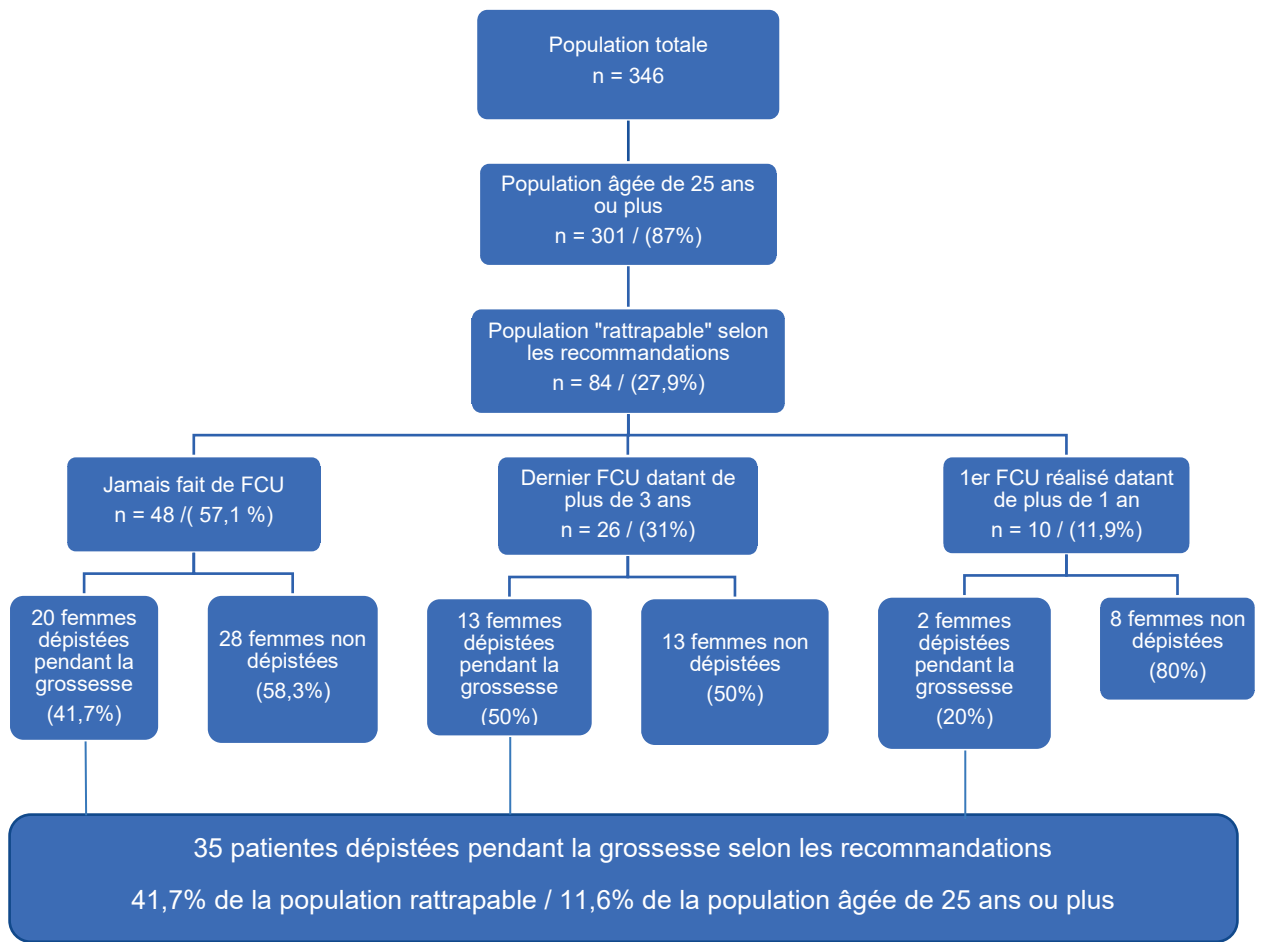 Population totale
n = 346
Population âgée de 25 ans
ou plus
n = 301 / (87%)
Population "rattrapable" selon
les recommandations
n = 84 / (27,9%)
Jamais fait de FCU
n = 48 /( 57,1 %)
Dernier FCU datant de
plus de 3 ans
n = 26 / (31%)
1er FCU réalisé datant
de plus de 1 an
n = 10 / (11,9%)
20 femmes
dépistées
pendant la
grossesse
(41,7%)
28 femmes non
dépistées
(58,3%)
13 femmes
dépistées
pendant la
grossesse
(50%)
13 femmes non
dépistées
(50%)
2 femmes
dépistées
pendant la
grossesse
(20%)
8 femmes non
dépistées
(80%)
35 patientes dépistées pendant la grossesse selon les recommandations
41,7% de la population rattrapable / 11,6% de la population âgée de 25 ans ou plus